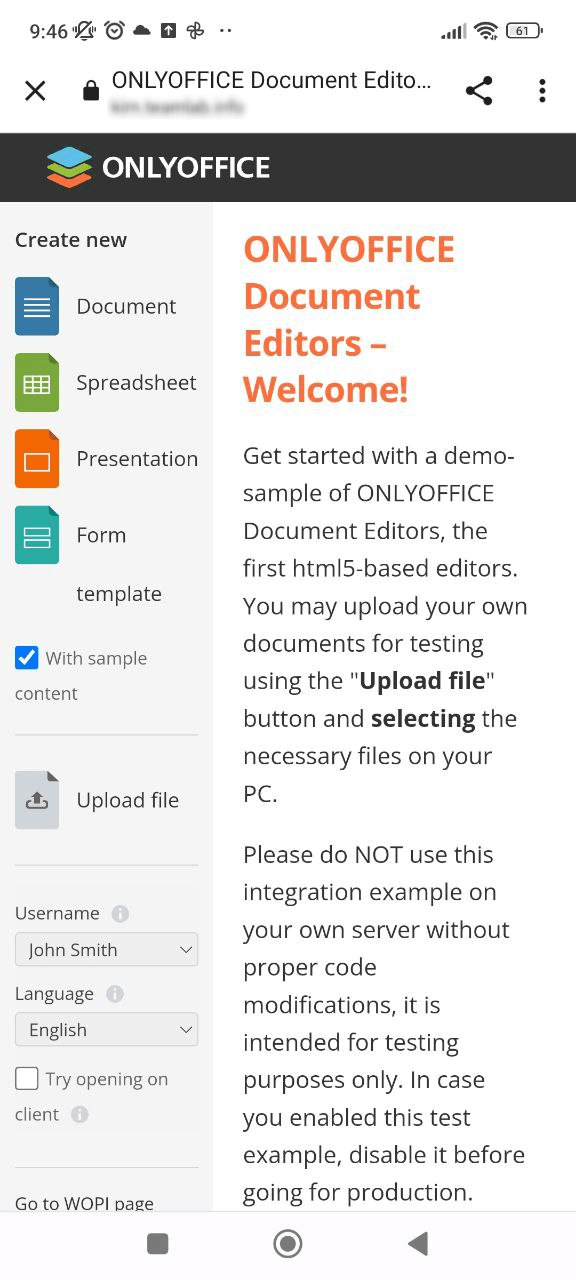 9:46
61
ONLYOFFICE Document Edito...
ONLYOFFICE
Create new
Document
Spreadsheet
Presentation
Form
template
With sample
content
Upload file
Username
John Smith
Language
English
Try opening on
client
Go to WOPI page
ONLYOFFICE
Document
Editors –
Welcome!
Get started with a demo-
sample of ONLYOFFICE
Document Editors, the
first html5-based editors.
You may upload your own
documents for testing
using the "Upload file"
button and selecting the
necessary files on your
PC.
Please do NOT use this
integration example on
your own server without
proper code
modifications, it is
intended for testing
purposes only. In case
you enabled this test
example, disable it before
going for production.